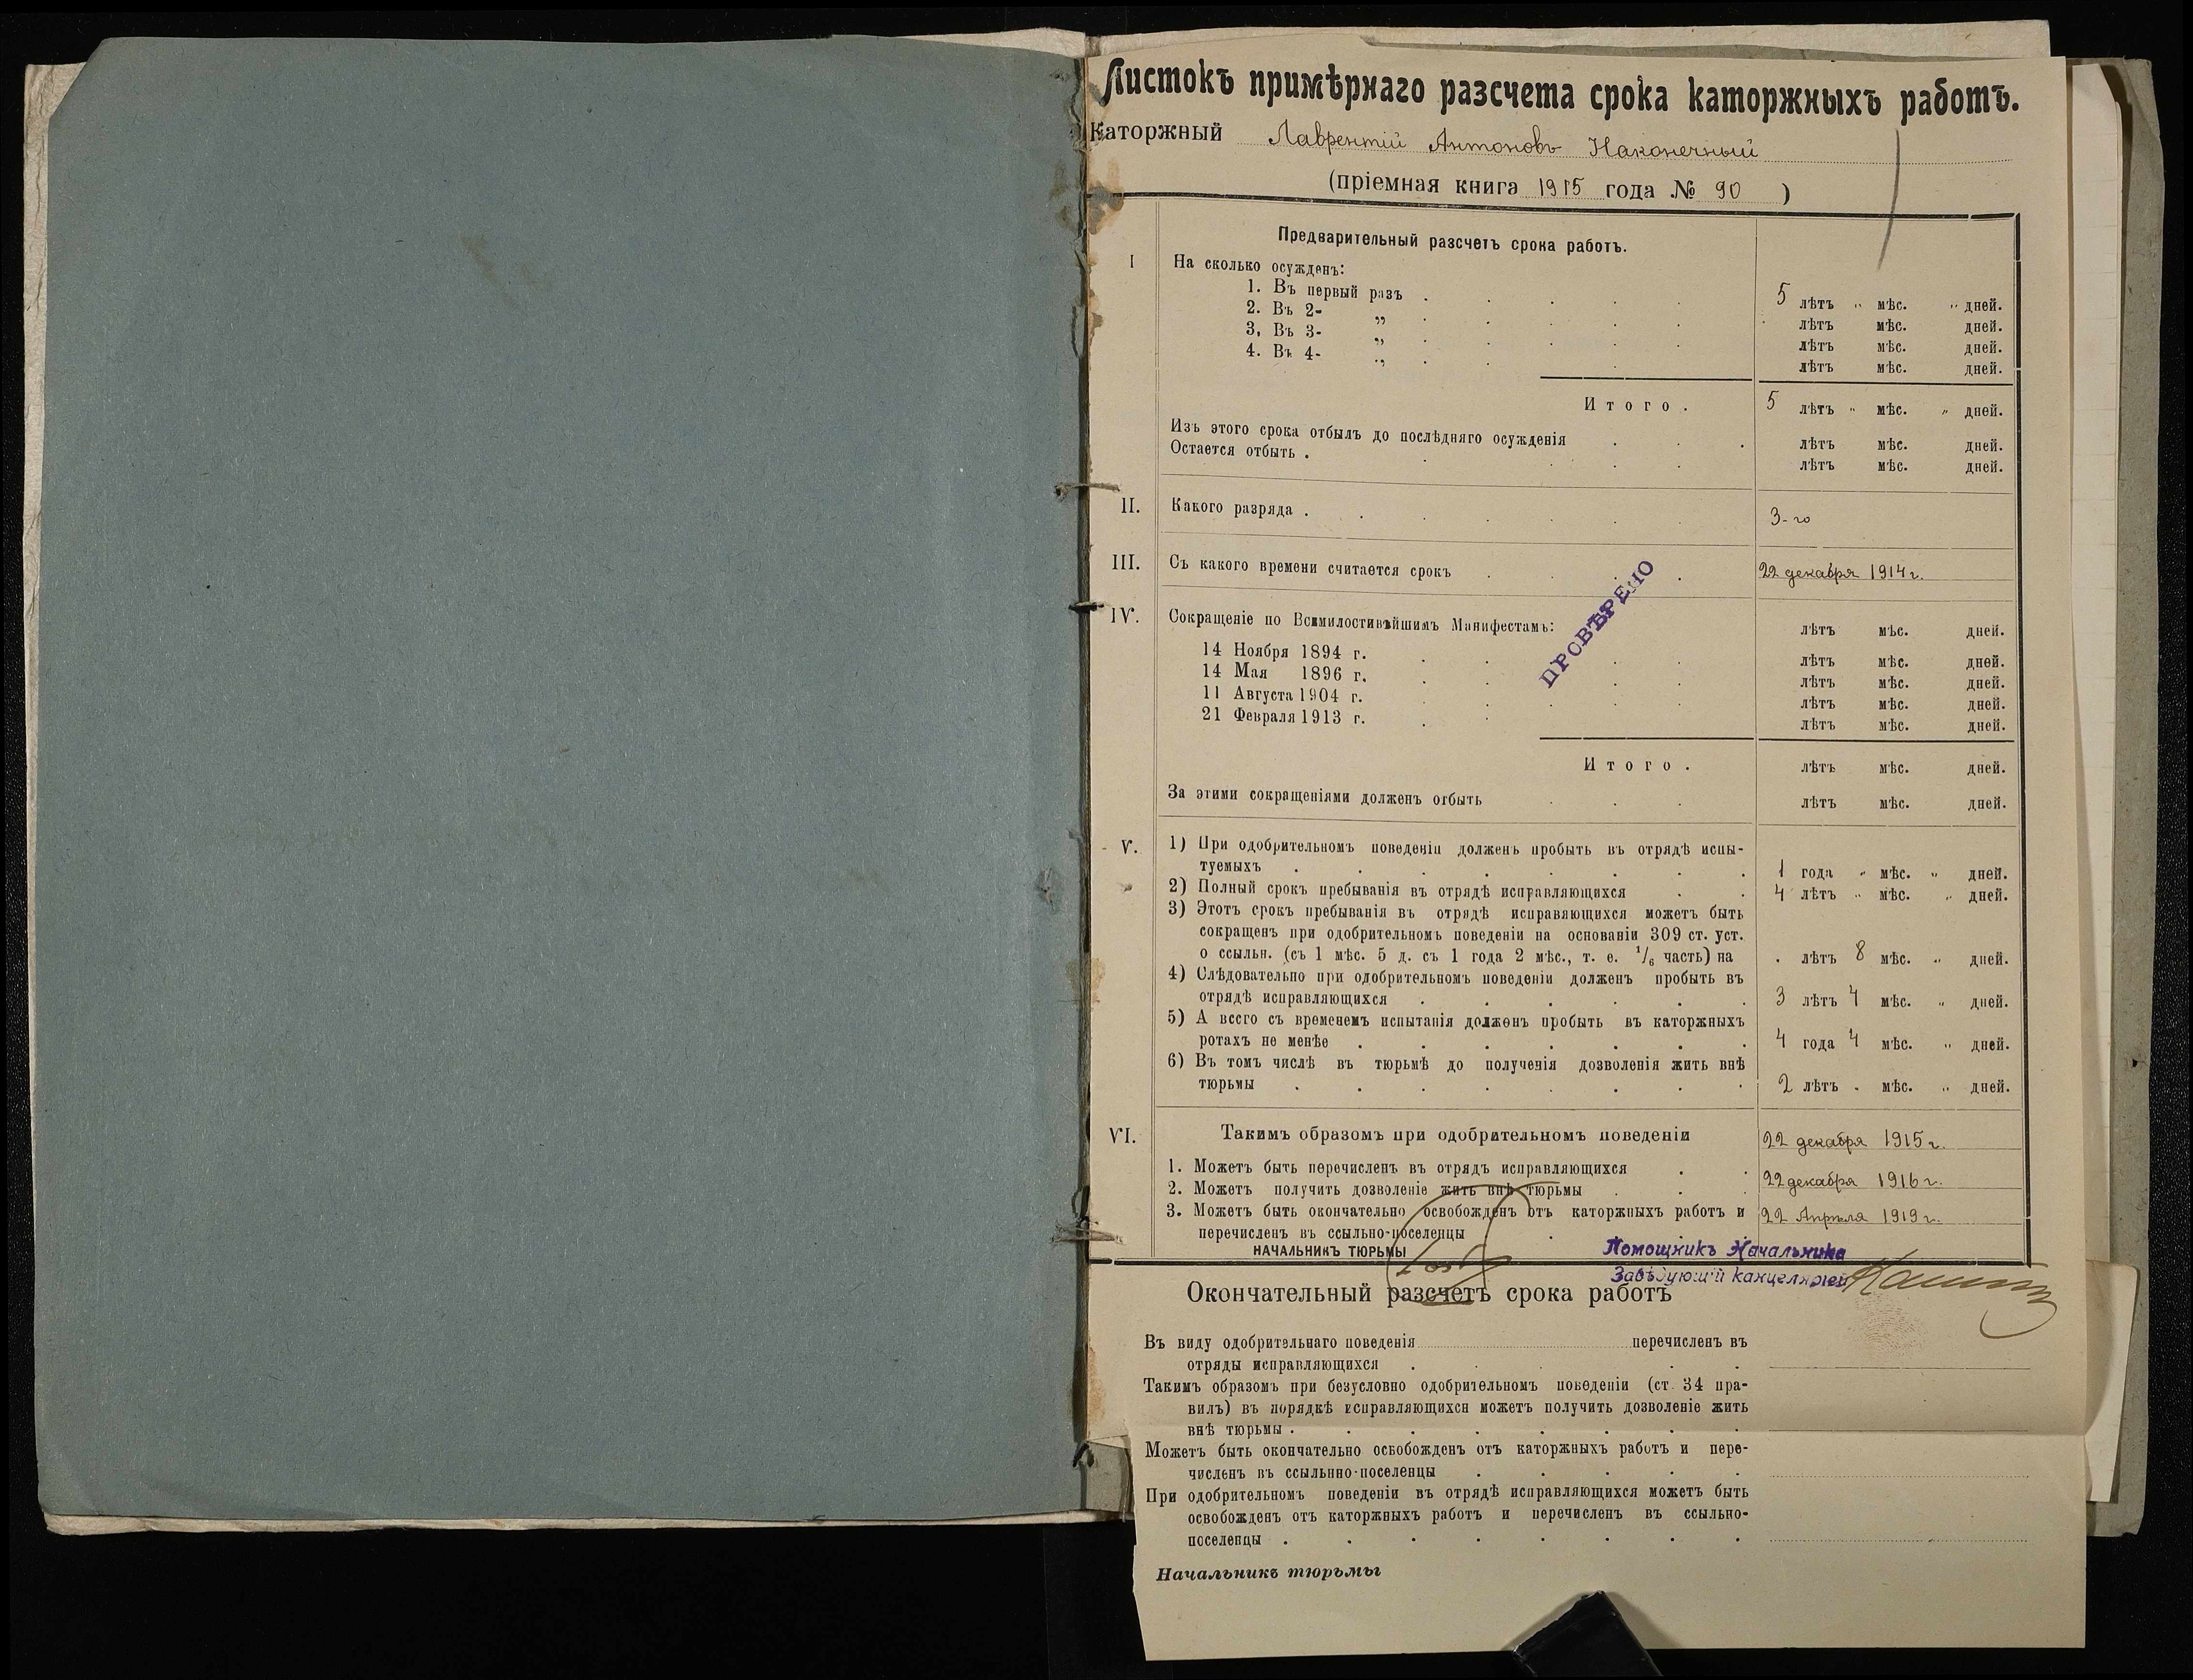 Листокъ примѣрнаго разсчета срока каторжныхъ работъ.
Каторжный Лаврентій Антоновъ Наконечный
(пріемная книга 1915 года № 90 )
Предварительный разсчетъ срока работъ.
I На сколько осужденъ:
1. Въ первый разъ . . . . . 5 лѣтъ " мѣс. " дней.
2. Въ 2- „ . . . . . лѣтъ мѣс. дней.
3. Въ 3- „ . . . . . лѣтъ мѣс. дней.
4. Въ 4- „ . . . лѣтъ мѣс. дней.
Итого. 5 лѣтъ " мѣс. " дней.
Изъ этого срока отбылъ до послѣдняго осужденія . . . лѣтъ мѣс. дней.
Остается отбыть . . . . лѣтъ мѣс. дней.
II. Какого разряда . . . . . . 3-го
III. Съ какого времени считается срокъ . . . . 22 декабря 1914 г.
ПРОВѢРЕНО
IV. Сокращеніе по Всемилостивѣйшимъ Манифестамъ: лѣтъ мѣс. дней.
14 Ноября 1894 г. . . . . лѣтъ мѣс. дней.
14 Мая 1896 г. . . . . лѣтъ мѣс. дней.
11 Августа 1904 г. . . . . лѣтъ мѣс. дней.
21 Февраля 1913 г. . . лѣтъ мѣс. дней.
Итого. лѣтъ мѣс. дней.
За этими сокращеніями долженъ отбыть . . . лѣтъ мѣс. дней.
V. 1) При одобрительномъ поведеніи долженъ пробыть въ отрядѣ испы-
туемыхъ . . . . . . . . 1 года " мѣс. " дней.
2) Полный срокъ пребыванія въ отрядѣ исправляющихся . . 4 лѣтъ " мѣс. " дней.
3) Этотъ срокъ пребыванія въ отрядѣ исправляющихся можетъ быть
сокращенъ при одобрительномъ поведеніи на основаніи 309 ст. уст.
о ссыльн. (съ 1 мѣс. 5 д. съ 1 года 2 мѣс., т. е. 1/6 часть) на . лѣтъ 8 мѣс. " дней.
4) Слѣдовательно при одобрительномъ поведеніи долженъ пробыть въ
отрядѣ исправляющихся . . . . . . 3 лѣтъ 4 мѣс. " дней.
5) А всего съ временемъ испытанія долженъ пробыть въ каторжныхъ
ротахъ не менѣе . . . . . . . 4 года 4 мѣс. " дней.
6) Въ томъ числѣ въ тюрьмѣ до полученія дозволенія жить внѣ
тюрьмы . . . . . . . . 2 лѣтъ " мѣс. " дней.
VI. Такимъ образомъ при одобрительномъ поведеніи 22 декабря 1915 г.
1. Можетъ быть перечисленъ въ отрядъ исправляющихся . .
2. Можетъ получить дозволеніе жить внѣ тюрьмы . . . 22 декабря 1916 г.
3. Можетъ быть окончательно освобожденъ отъ каторжныхъ работъ и 22 Апрѣля 1919 г.
перечисленъ въ ссыльно-поселенцы . . . .
НАЧАЛЬНИКЪ ТЮРЬМЫ Помощникъ Начальника
Завѣдующій канцеляріей
Окончательный разсчетъ срока работъ
Въ виду одобрительнаго поведенія перечисленъ въ
отряды исправляющихся . . . .
Такимъ образомъ при безусловно одобрительномъ поведеніи (ст. 34 пра-
вилъ) въ порядкѣ исправляющихся можетъ получить дозволеніе жить
внѣ тюрьмы . . . . . . . .
Можетъ быть окончательно освобожденъ отъ каторжныхъ работъ и пере-
численъ въ ссыльнно-поселенцы . . . . .
При одобрительномъ поведеніи въ отрядѣ исправляющихся можетъ быть
освобожденъ отъ каторжныхъ работъ и перечисленъ въ ссыльно-
поселенцы . . . . . . . .
Начальникъ тюрьмы